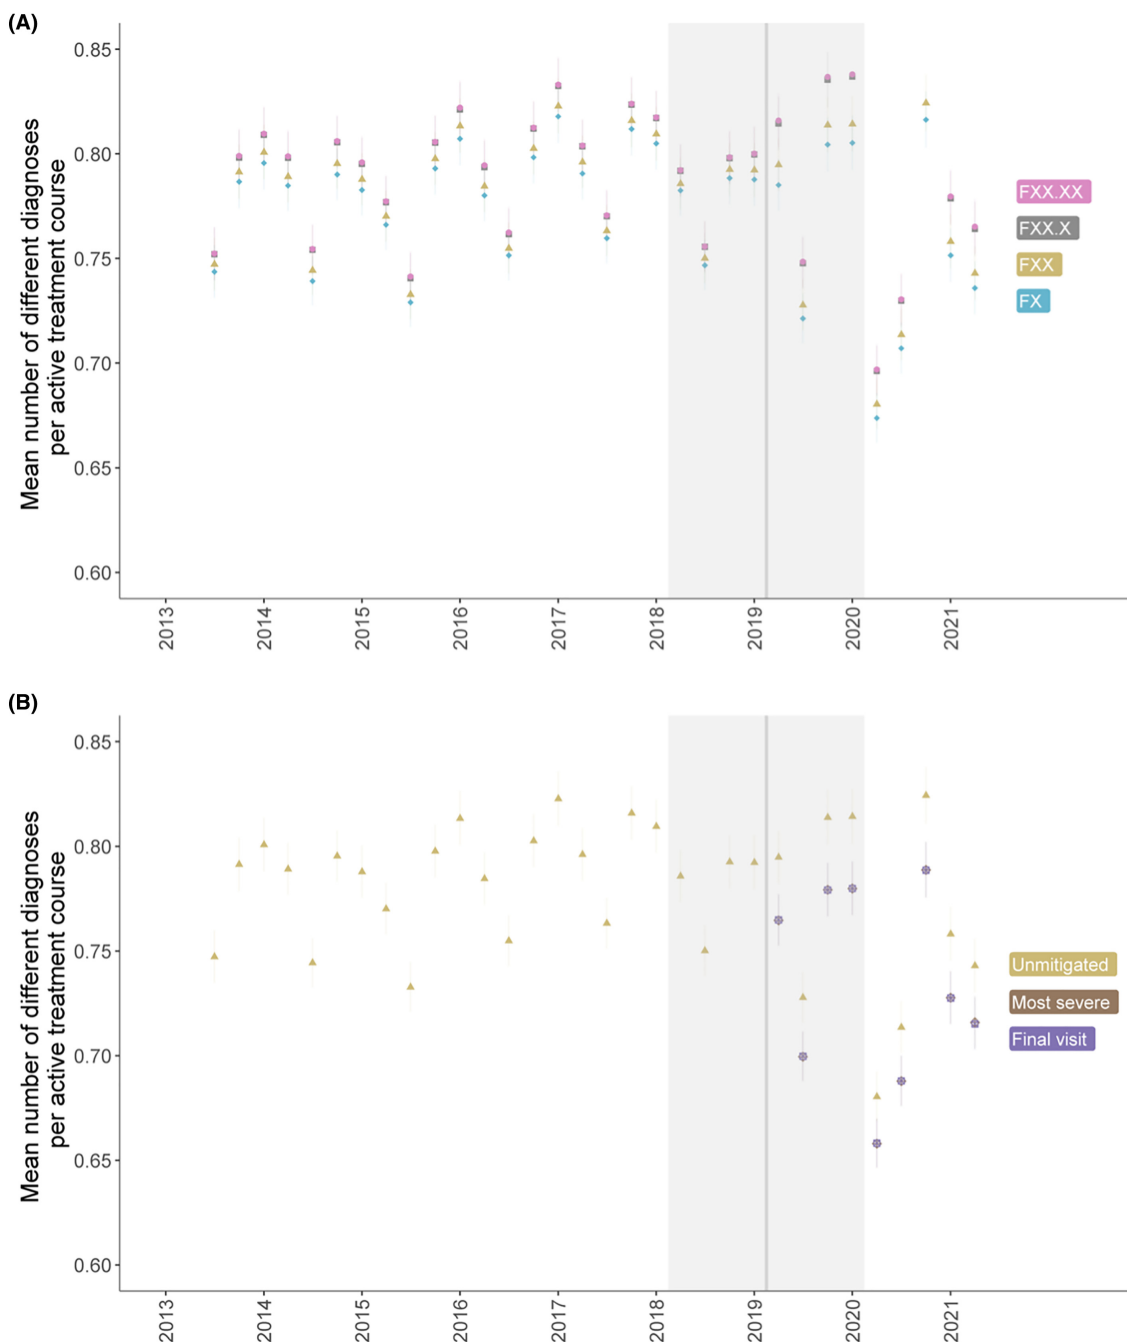 (A)
Mean number of different diagnoses
per active treatment course
0.85
0.80
0.75
0.70
0.65
0.60
FXX.XX
FXX.X
FXX
FX
2013
2014
2015
2016
2017
2018
2019
2020
2021
(B)
Mean number of different diagnoses
per active treatment course
0.85
0.80
0.75
0.70
0.65
0.60
Unmitigated
Most severe
Final visit
2013
2014
2015
2016
2017
2018
2019
2020
2021